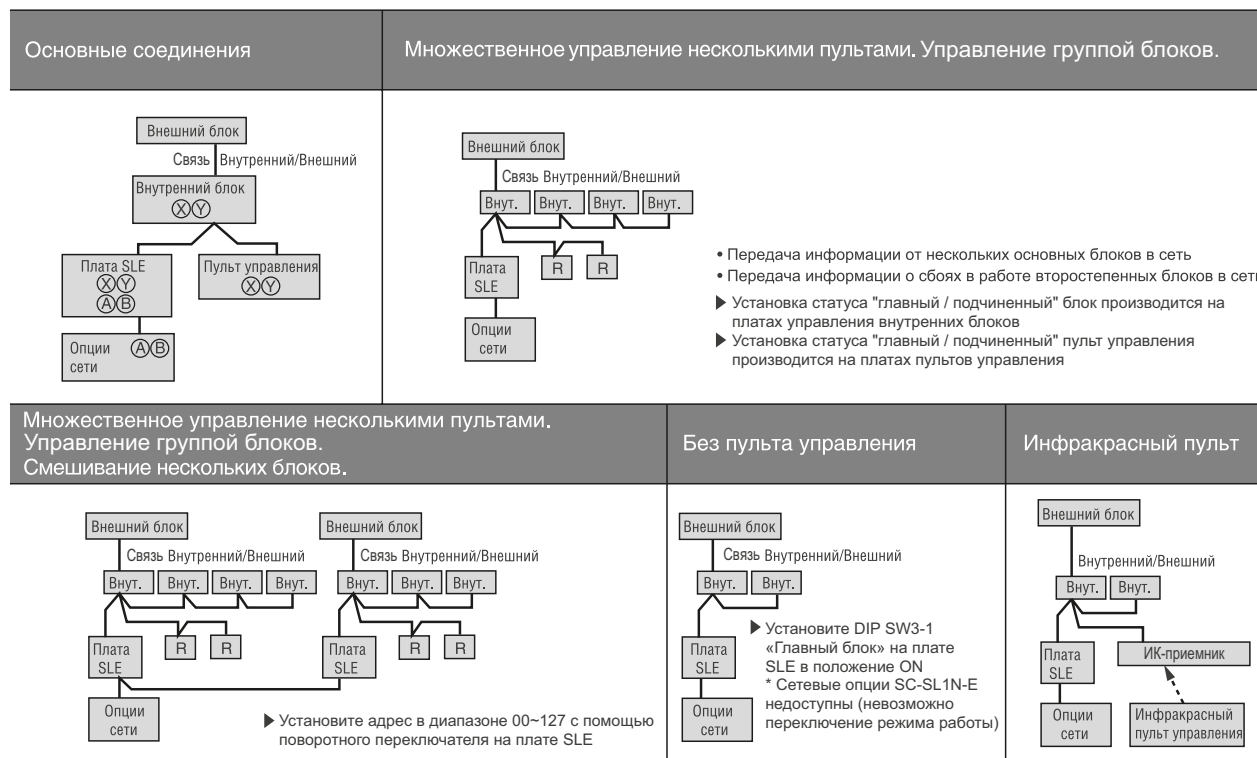 Основные соединения
Множественное управление несколькими пультами. Управление группой блоков.
Внешний блок
Связь Внутренний/Внешний
Внутренний блок
XY
Плата SLE
XY
AB
Пульт управления
XY
Опции AB
сети
Внешний блок
Связь Внутренний/Внешний
Внут. Внут. Внут. Внут.
Плата
SLE
R R
Опции
сети
• Передача информации от нескольких основных блоков в сеть
• Передача информации о сбоях в работе второстепенных блоков в сети
▶ Установка статуса "главный / подчиненный" блок производится на
платах управления внутренних блоков
▶ Установка статуса "главный / подчиненный" пульт управления
производится на платах пультов управления
Множественное управление несколькими пультами.
Управление группой блоков.
Смешивание нескольких блоков.
Без пульта управления
Инфракрасный пульт
Внешний блок
Связь Внутренний/Внешний
Внут. Внут. Внут. Внут.
Плата
SLE
R R
Опции
сети
Внешний блок
Связь Внутренний/Внешний
Внут. Внут. Внут.
Плата
SLE
R R
▶ Установите адрес в диапазоне 00~127 с помощью
поворотного переключателя на плате SLE
Внешний блок
Связь Внутренний/Внешний
Внут. Внут.
Плата
SLE
Опции
сети
▶ Установите DIP SW3-1
«Главный блок» на плате
SLE в положение ON
* Сетевые опции SC-SL1N-E
недоступны (невозможно
переключение режима работы)
Внешний блок
Внутренний/Внешний
Внут. Внут.
Плата
SLE
ИК-приемник
Опции
сети
Инфракрасный
пульт управления